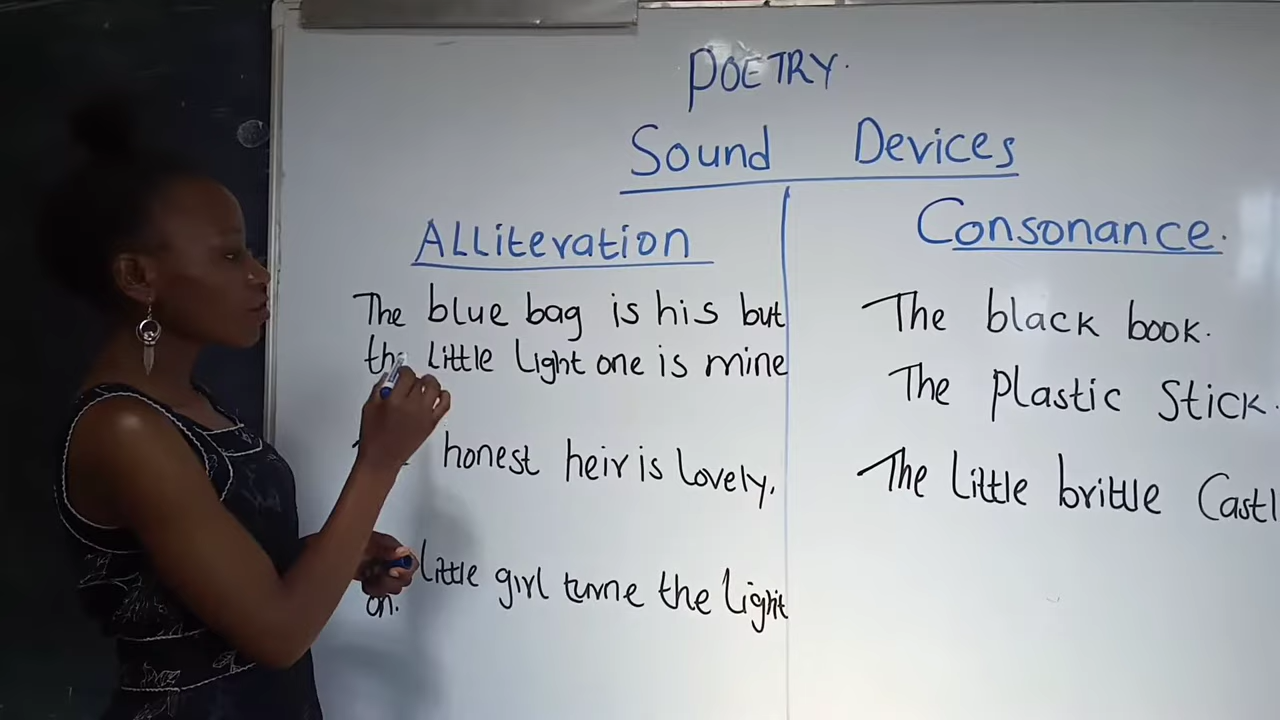 POETRY.
Sound Devices
Alliteration
The blue bag is his but
the little light one is mine
honest heir is lovely,
little girl turne the light
on.
Consonance.
The black book.
The plastic stick.
The little brittle Castl